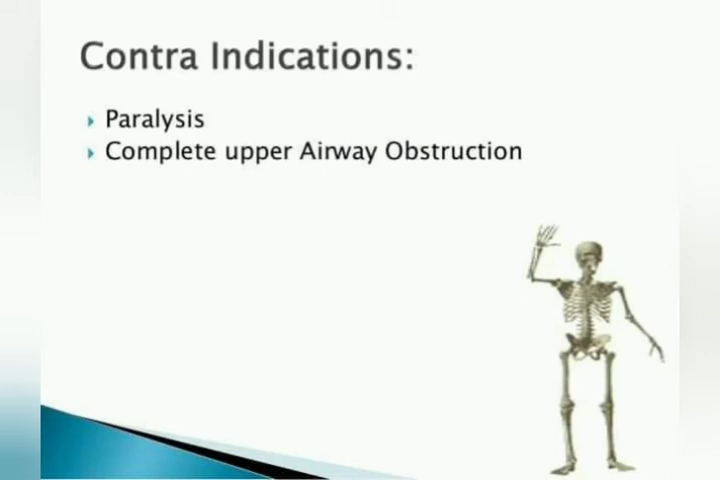 Contra Indications:
Paralysis
Complete upper Airway Obstruction